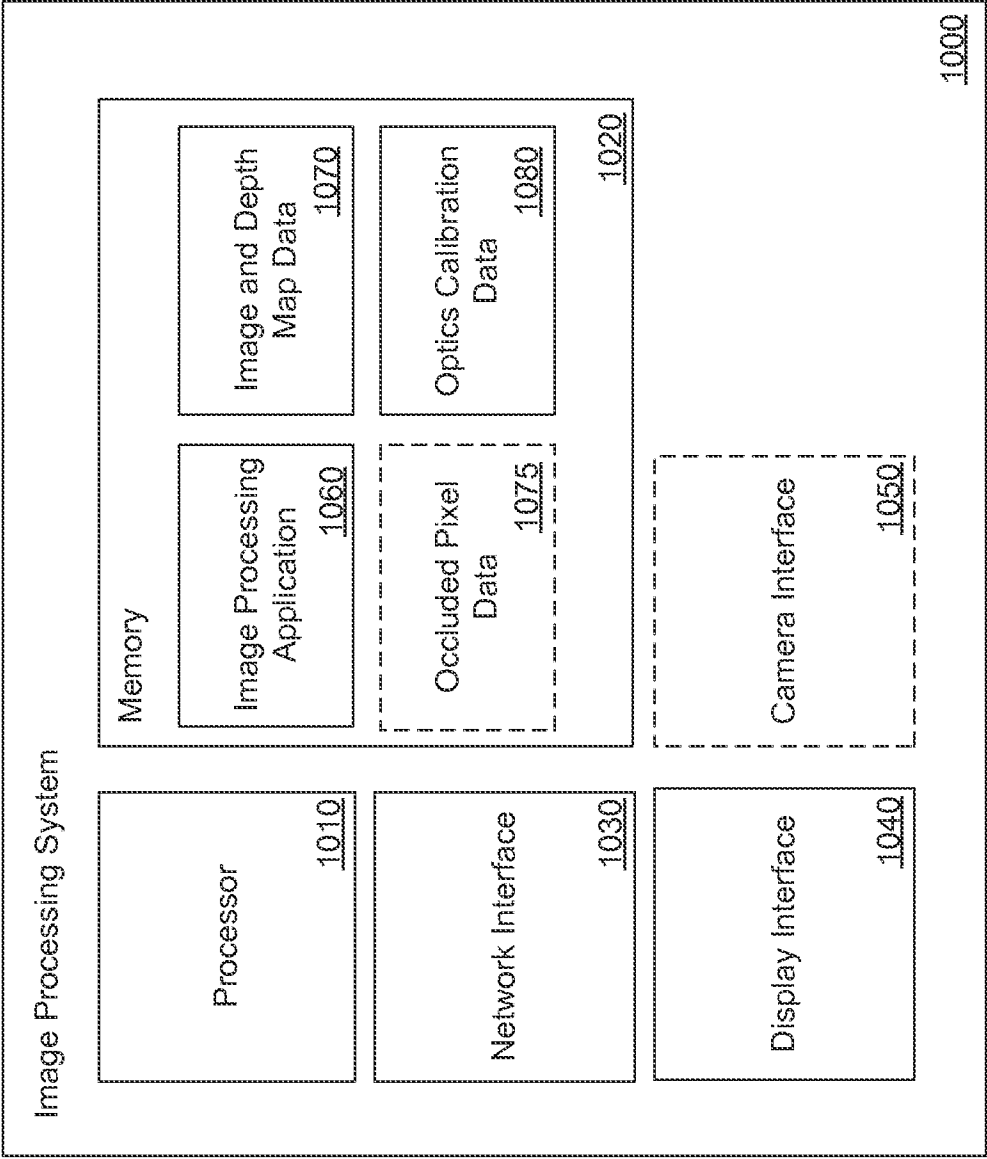 Image Processing System
Processor
1010
Memory
Image Processing
Application
1060
Image and Depth
Map Data
1070
Occluded Pixel
Data
1075
Optics Calibration
Data
1080
1020
Network Interface
1030
Display Interface
1040
Camera Interface
1050
1000